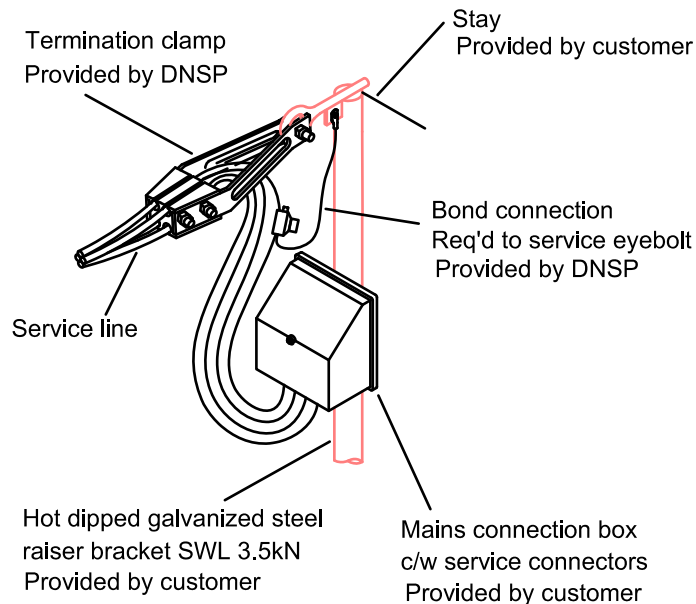 Stay
Provided by customer
Termination clamp
Provided by DNSP
Bond connection
Req'd to service eyebolt
Provided by DNSP
Service line
Hot dipped galvanized steel
raiser bracket SWL 3.5kN
Provided by customer
Mains connection box
c/w service connectors
Provided by customer